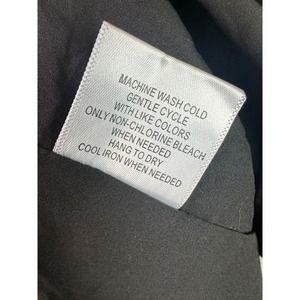 MACHINE WASH COLD
GENTLE CYCLE
WITH LIKE COLORS
ONLY NON-CHLORINE BLEACH
WHEN NEEDED
HANG TO DRY
COOL IRON WHEN NEEDED